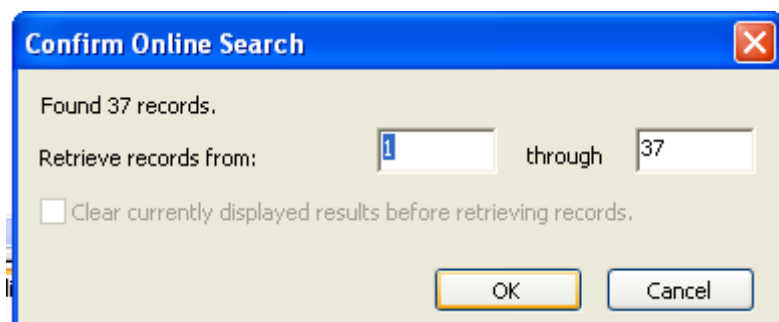 Confirm Online Search
Found 37 records.
Retrieve records from: 1 through 37
Clear currently displayed results before retrieving records.
OK Cancel